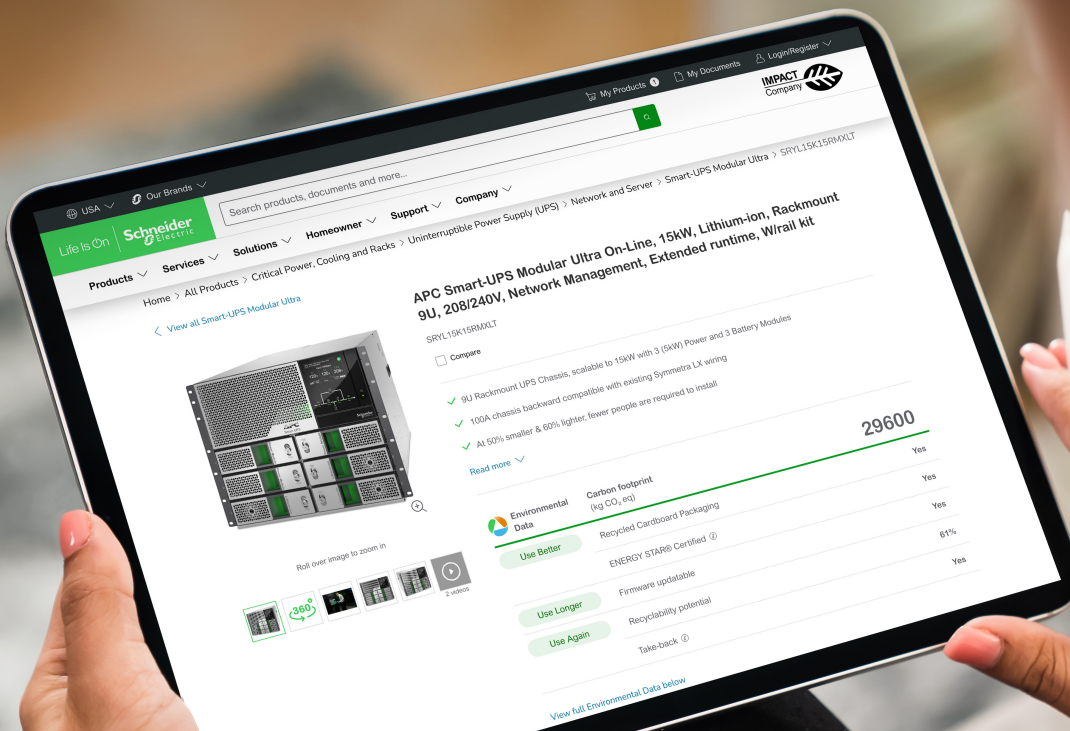 USA
Our Brands
My Products 1
My Documents
Login/Register
Life Is On
Schneider
Electric
Search products, documents and more...
IMPACT
Company
Products
Services
Solutions
Homeowner
Support
Company
Home > All Products > Critical Power, Cooling and Racks > Uninterruptible Power Supply (UPS) > Network and Server > Smart-UPS Modular Ultra > SRYL15K15RMXLT
View all Smart-UPS Modular Ultra
APC Smart-UPS Modular Ultra On-Line, 15kW, Lithium-ion, Rackmount
9U, 208/240V, Network Management, Extended runtime, W/rail kit
SRYL15K15RMXLT
Compare
9U Rackmount UPS Chassis, scalable to 15kW with 3 (5kW) Power and 3 Battery Modules
100A chassis backward compatible with existing Symmetra LX wiring
At 50% smaller & 60% lighter, fewer people are required to install
Read more
APC
Roll over image to zoom in
360°
2 videos
Environmental
Data
Carbon footprint
(kg CO₂ eq)
29600
Use Better
Recycled Cardboard Packaging
Yes
ENERGY STAR® Certified
Yes
Use Longer
Firmware updatable
Yes
Use Again
Recyclability potential
61%
Take-back
Yes
View full Environmental Data below